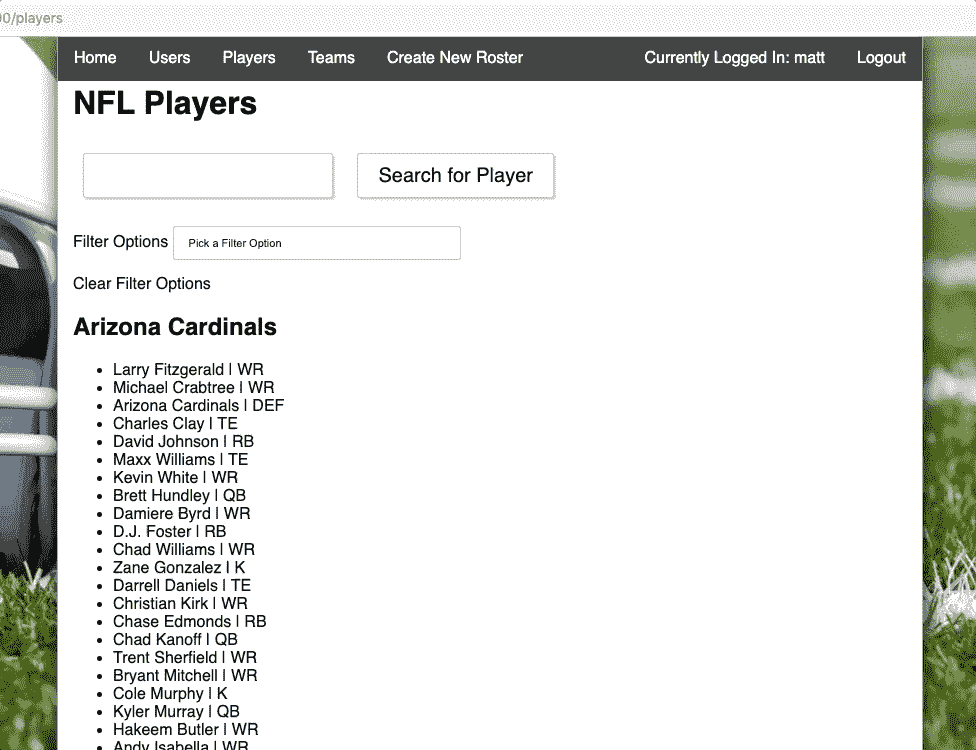 0/players
Home Users Players Teams Create New Roster Currently Logged In: matt Logout
NFL Players
Search for Player
Filter Options Pick a Filter Option
Clear Filter Options
Arizona Cardinals
Larry Fitzgerald | WR
Michael Crabtree | WR
Arizona Cardinals | DEF
Charles Clay | TE
David Johnson | RB
Maxx Williams | TE
Kevin White | WR
Brett Hundley | QB
Damiere Byrd | WR
D.J. Foster | RB
Chad Williams | WR
Zane Gonzalez | K
Darrell Daniels | TE
Christian Kirk | WR
Chase Edmonds | RB
Chad Kanoff | QB
Trent Sherfield | WR
Bryant Mitchell | WR
Cole Murphy | K
Kyler Murray | QB
Hakeem Butler | WR
Andy Isabella | WR